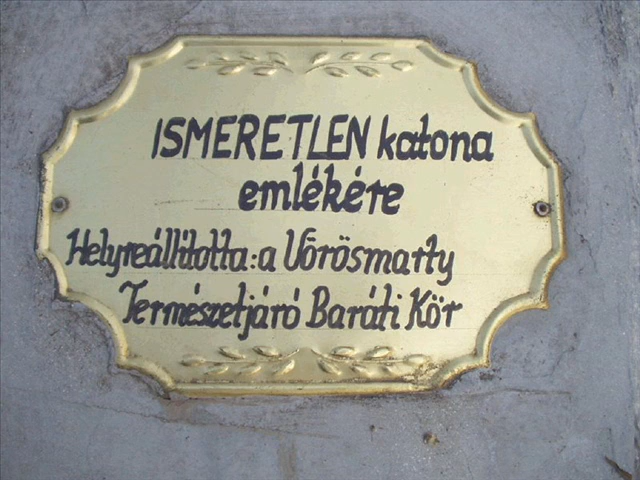 ISMERETLEN katona
emlékére
Helyreállította: a Vörösmarty
Természetjáró Baráti Kör